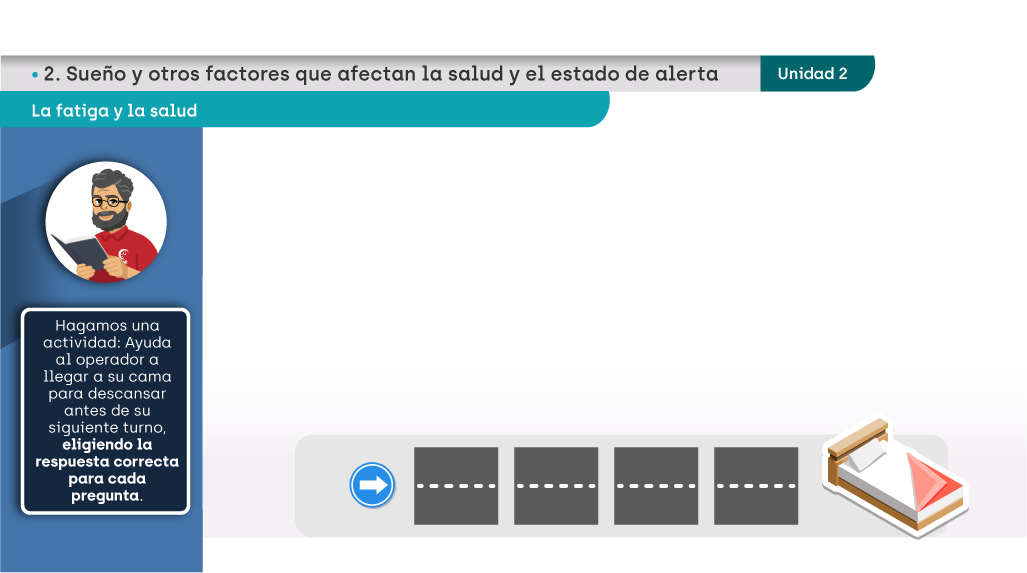 • 2. Sueño y otros factores que afectan la salud y el estado de alerta
Unidad 2
La fatiga y la salud
Hagamos una
actividad: Ayuda
al operador a
llegar a su cama
para descansar
antes de su
siguiente turno,
eligiendo la
respuesta correcta
para cada
pregunta.